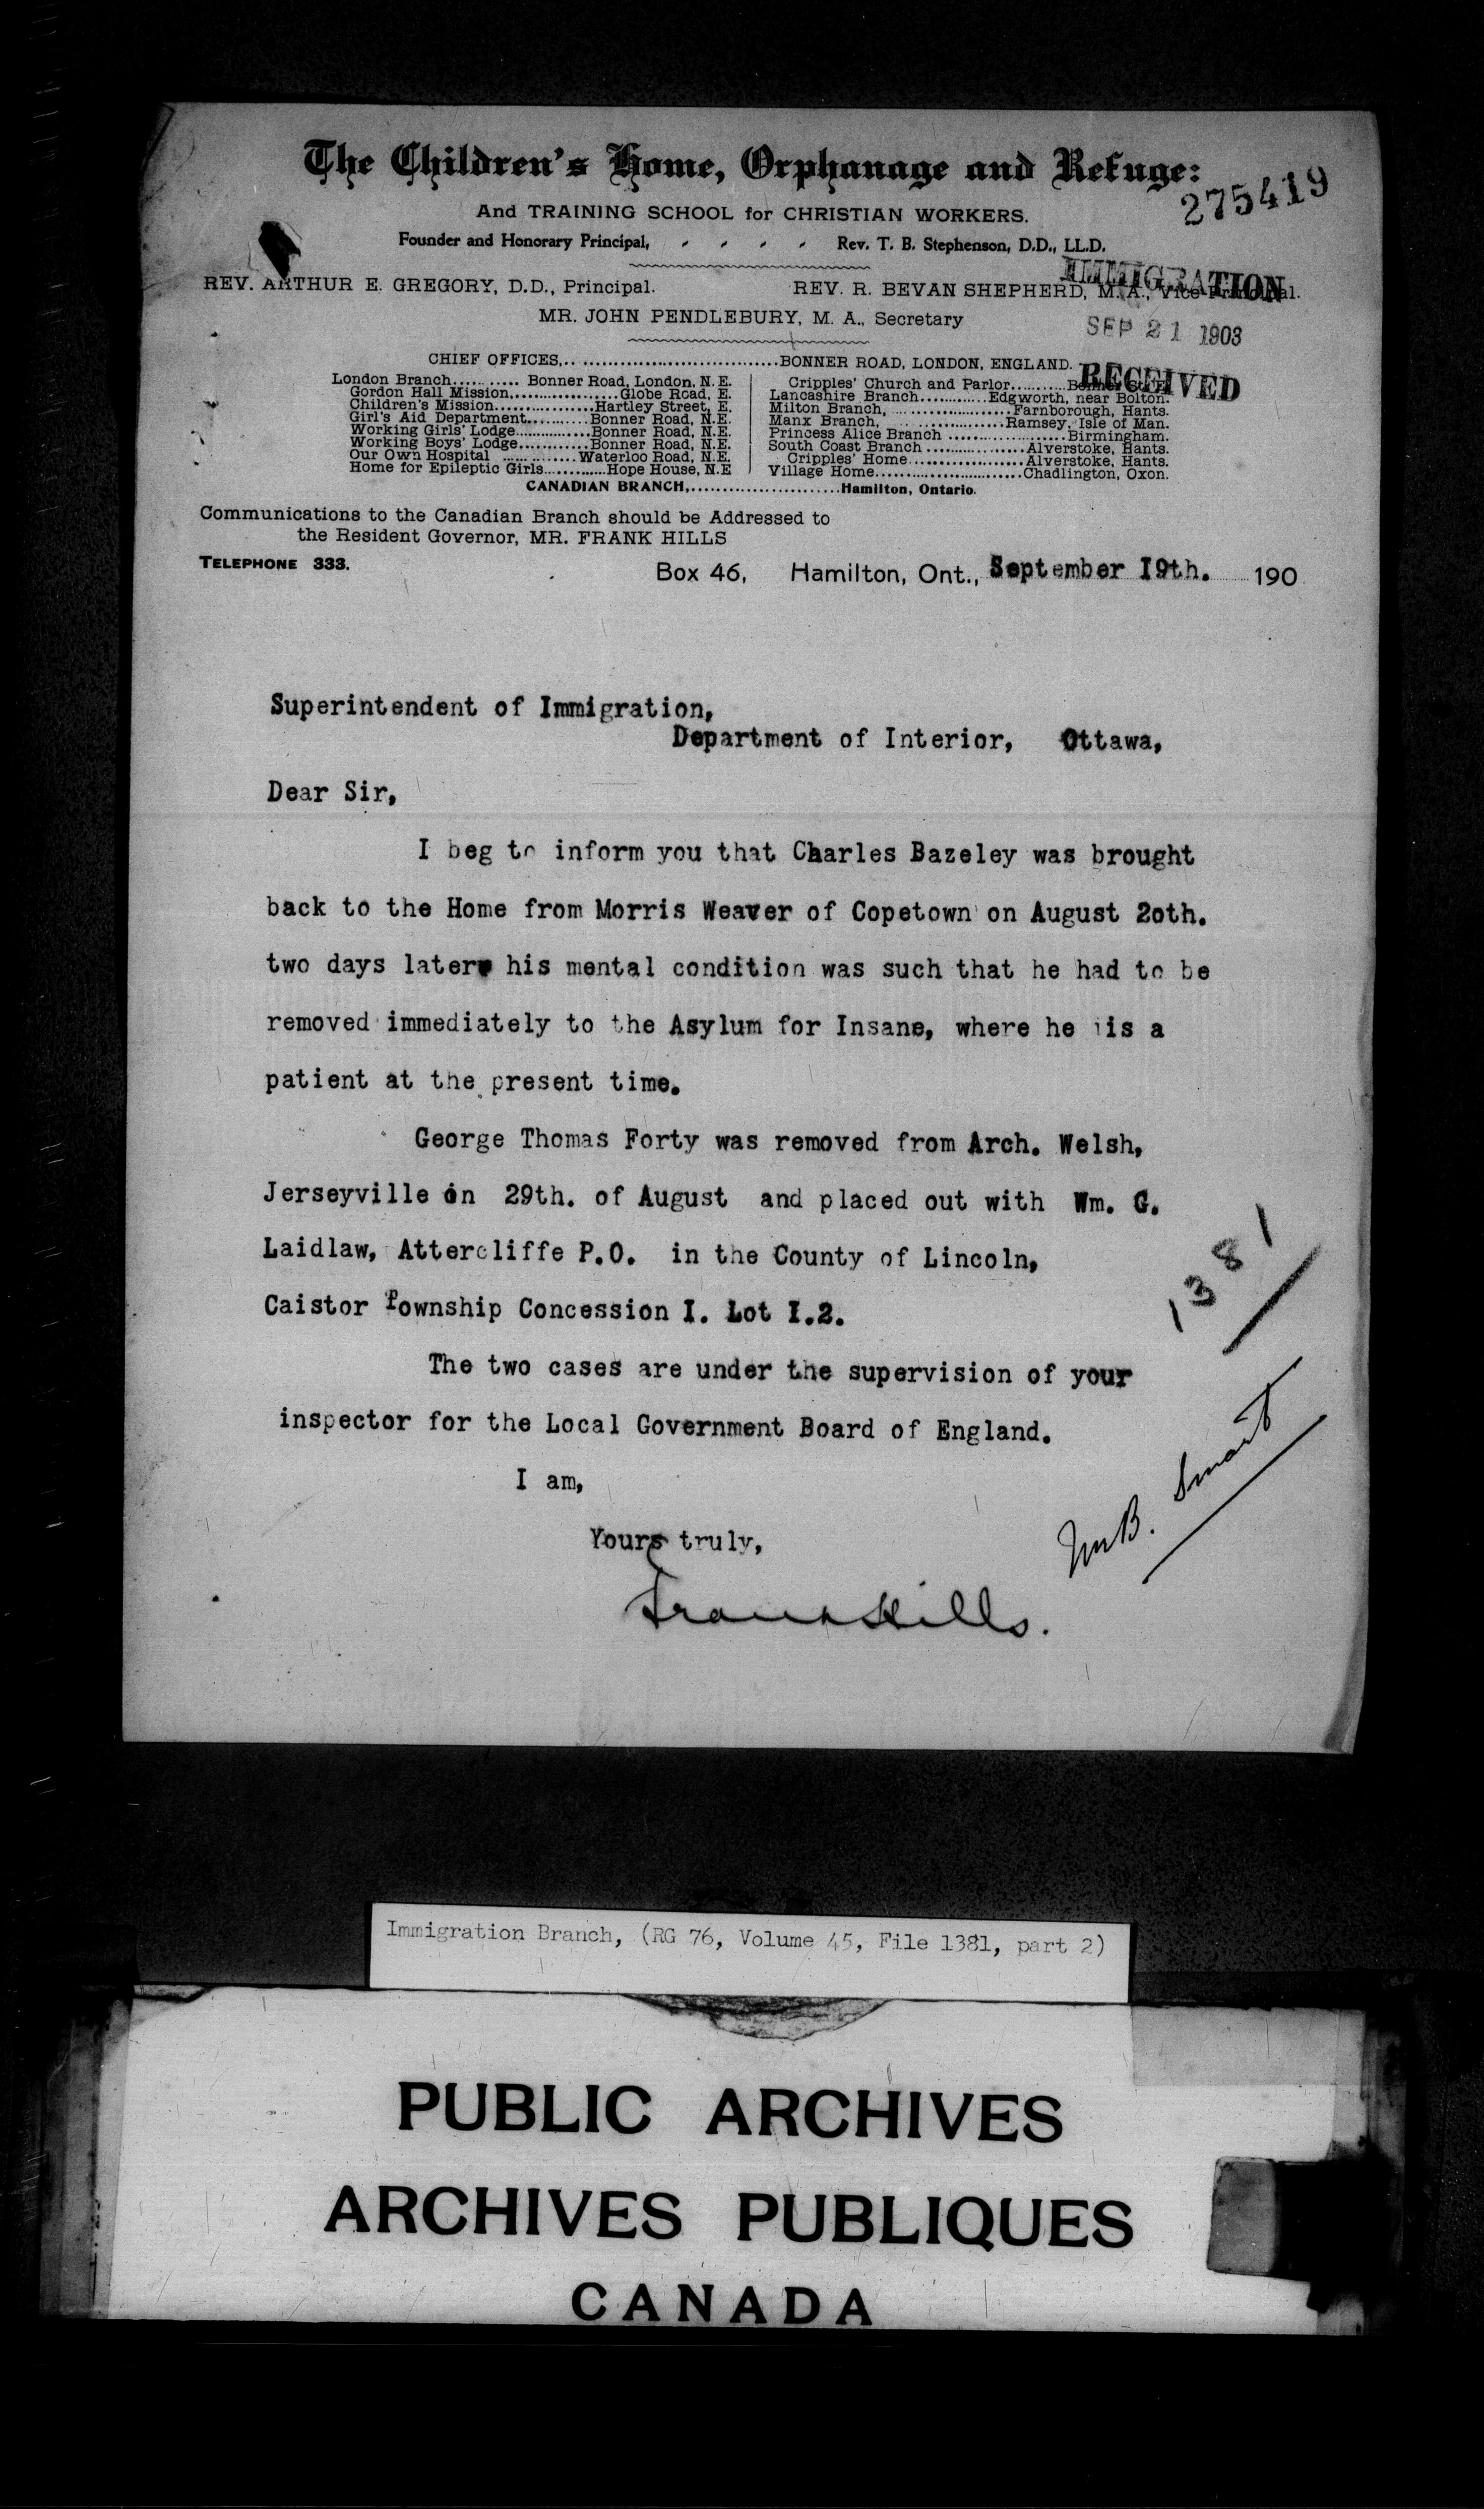 The Children's Home, Orphanage and Refuge:
275419
And TRAINING SCHOOL for CHRISTIAN WORKERS.
Founder and Honorary Principal, - - - - Rev. T. B. Stephenson, D.D., LL.D.
IMMIGRATION
REV. ARTHUR E. GREGORY, D.D., Principal. REV. R. BEVAN SHEPHERD, M.A., Vice Principal.
MR. JOHN PENDLEBURY, M. A., Secretary
SEP 21 1903
RECEIVED
CHIEF OFFICES, BONNER ROAD, LONDON, ENGLAND.
London Branch Bonner Road, London, N.E.
Gordon Hall Mission, Globe Road, E.
Children's Mission Hartley Street, E.
Girl's Aid Department Bonner Road, N.E.
Working Girls' Lodge Bonner Road, N.E.
Working Boys' Lodge Bonner Road, N.E.
Our Own Hospital Waterloo Road, N.E.
Home for Epileptic Girls Hope House, N.E
Cripples' Church and Parlor
Lancashire Branch Edgworth, near Bolton.
Milton Branch, Farnborough, Hants.
Manx Branch, Ramsey, Isle of Man.
Princess Alice Branch Birmingham.
South Coast Branch Alverstoke, Hants.
Cripples' Home Alverstoke, Hants.
Village Home Chadlington, Oxon.
CANADIAN BRANCH, Hamilton, Ontario.
Communications to the Canadian Branch should be Addressed to
the Resident Governor, MR. FRANK HILLS
TELEPHONE 333.
Box 46, Hamilton, Ont., September I9th. 190
Superintendent of Immigration,
Department of Interior, Ottawa,
Dear Sir,
I beg to inform you that Charles Bazeley was brought
back to the Home from Morris Weaver of Copetown on August 2oth.
two days later his mental condition was such that he had to be
removed immediately to the Asylum for Insane, where he iis a
patient at the present time.
George Thomas Forty was removed from Arch. Welsh,
Jerseyville on 29th. of August and placed out with Wm. G.
Laidlaw, Attercliffe P.O. in the County of Lincoln,
Caistor Township Concession I. Lot I.2.
The two cases are under the supervision of your
inspector for the Local Government Board of England.
I am,
Yours truly,
Frank Hills.
1381
Smart
Immigration Branch, (RG 76, Volume 45, File 1381, part 2)
PUBLIC ARCHIVES
ARCHIVES PUBLIQUES
CANADA